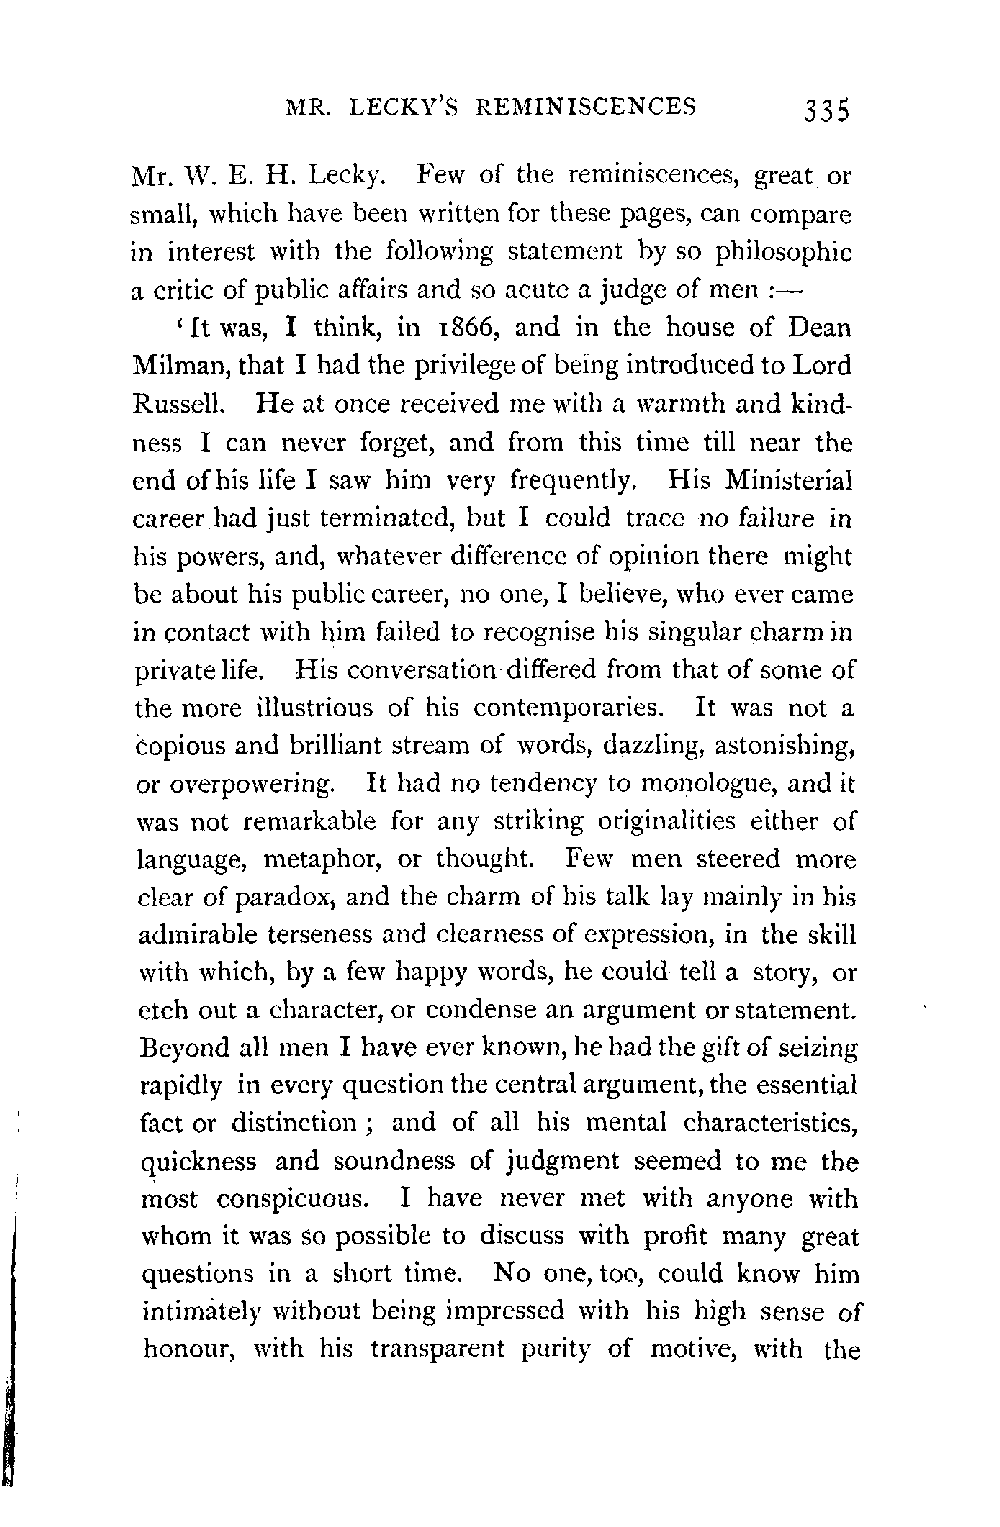 MR. LECKY'S REMINISCENCES 335
Mr. W. E. H. Lecky. Few of the reminiscences, great or
small, which have been written for these pages, can compare
in interest with the following statement by so philosophic
a critic of public affairs and so acute a judge of men :—
‘ It was, I think, in 1866, and in the house of Dean
Milman, that I had the privilege of being introduced to Lord
Russell. He at once received me with a warmth and kind-
ness I can never forget, and from this time till near the
end of his life I saw him very frequently. His Ministerial
career had just terminated, but I could trace no failure in
his powers, and, whatever difference of opinion there might
be about his public career, no one, I believe, who ever came
in contact with him failed to recognise his singular charm in
private life. His conversation differed from that of some of
the more illustrious of his contemporaries. It was not a
copious and brilliant stream of words, dazzling, astonishing,
or overpowering. It had no tendency to monologue, and it
was not remarkable for any striking originalities either of
language, metaphor, or thought. Few men steered more
clear of paradox, and the charm of his talk lay mainly in his
admirable terseness and clearness of expression, in the skill
with which, by a few happy words, he could tell a story, or
etch out a character, or condense an argument or statement.
Beyond all men I have ever known, he had the gift of seizing
rapidly in every question the central argument, the essential
fact or distinction ; and of all his mental characteristics,
quickness and soundness of judgment seemed to me the
most conspicuous. I have never met with anyone with
whom it was so possible to discuss with profit many great
questions in a short time. No one, too, could know him
intimately without being impressed with his high sense of
honour, with his transparent purity of motive, with the